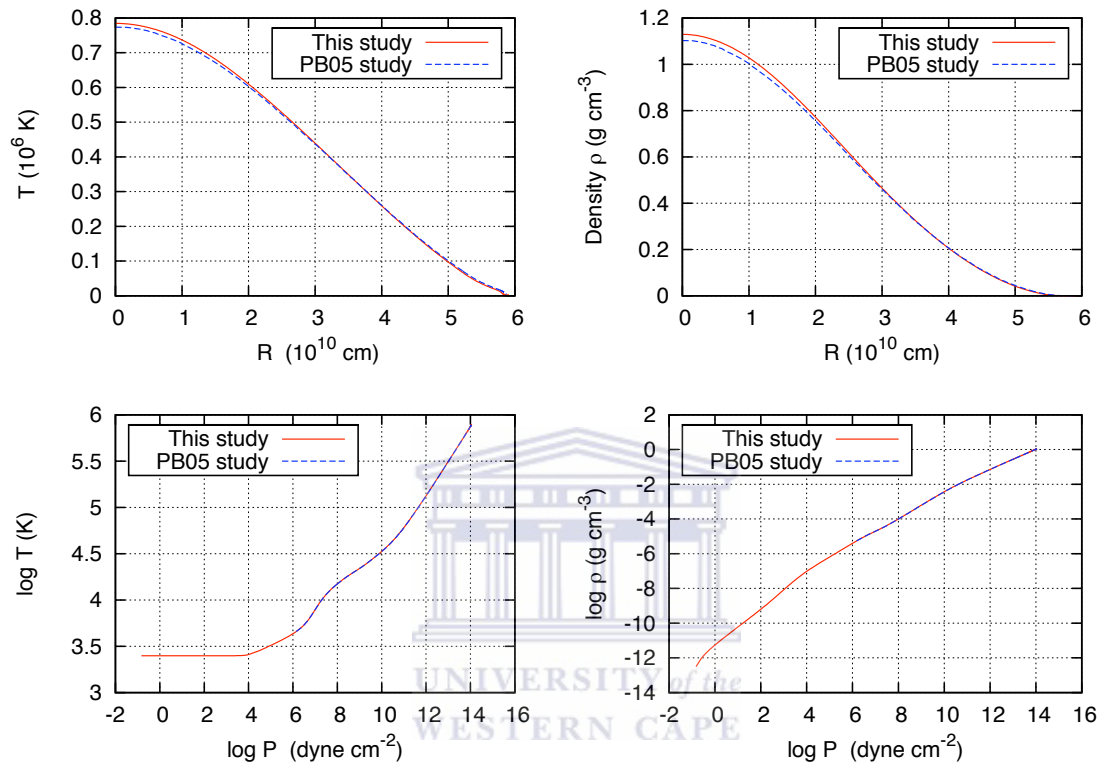 This study
PB05 study
T (10^6 K)
0.8
0.7
0.6
0.5
0.4
0.3
0.2
0.1
0
0 1 2 3 4 5 6
R (10^10 cm)
This study
PB05 study
Density ρ (g cm^-3)
1.2
1
0.8
0.6
0.4
0.2
0
0 1 2 3 4 5 6
R (10^10 cm)
This study
PB05 study
log T (K)
6
5.5
5
4.5
4
3.5
3
-2 0 2 4 6 8 10 12 14 16
log P (dyne cm^-2)
This study
PB05 study
log ρ (g cm^-3)
2
0
-2
-4
-6
-8
-10
-12
-14
-2 0 2 4 6 8 10 12 14 16
log P (dyne cm^-2)
UNIVERSITY of the
WESTERN CAPE